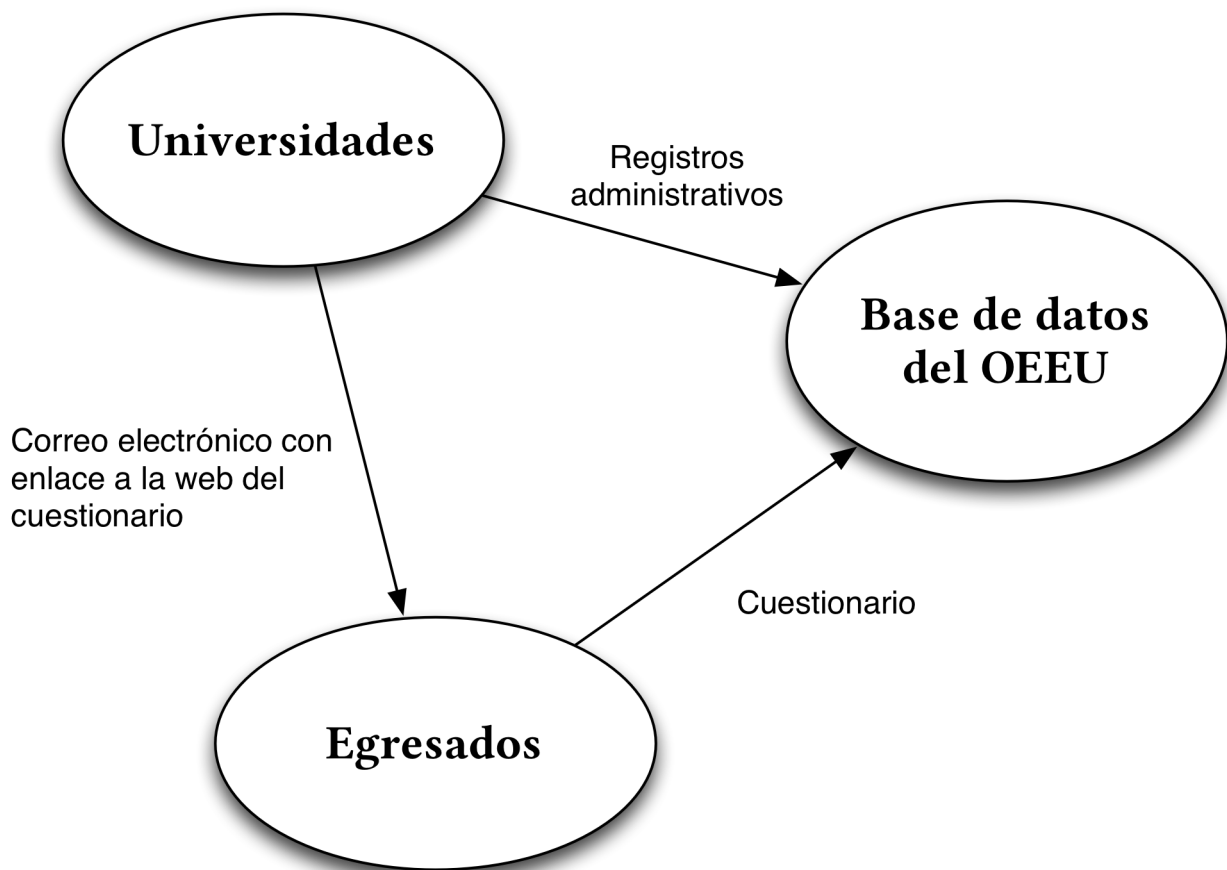 Universidades
Registros
administrativos
Base de datos
del OEEU
Correo electrónico con
enlace a la web del
cuestionario
Cuestionario
Egresados